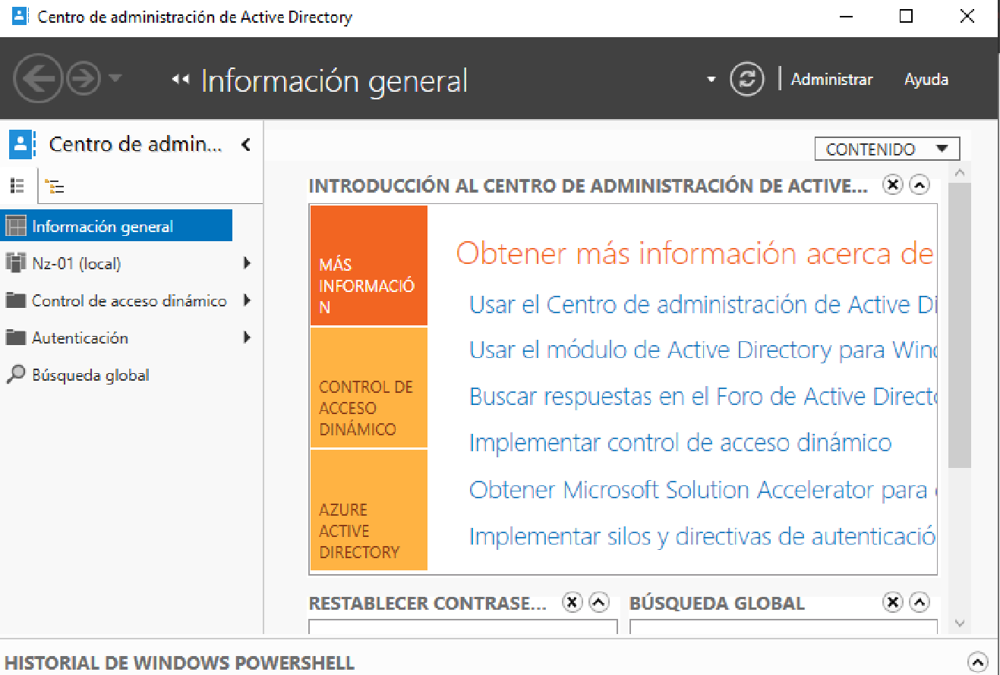 Centro de administración de Active Directory
Información general
Administrar Ayuda
Centro de admin...
CONTENIDO
Información general
Nz-01 (local)
Control de acceso dinámico
Autenticación
Búsqueda global
INTRODUCCIÓN AL CENTRO DE ADMINISTRACIÓN DE ACTIVE...
MÁS
INFORMACIÓ
N
CONTROL DE
ACCESO
DINÁMICO
AZURE
ACTIVE
DIRECTORY
Obtener más información acerca de
Usar el Centro de administración de Active Di
Usar el módulo de Active Directory para Wind
Buscar respuestas en el Foro de Active Directo
Implementar control de acceso dinámico
Obtener Microsoft Solution Accelerator para
Implementar silos y directivas de autenticació
RESTABLECER CONTRASE... BÚSQUEDA GLOBAL
HISTORIAL DE WINDOWS POWERSHELL